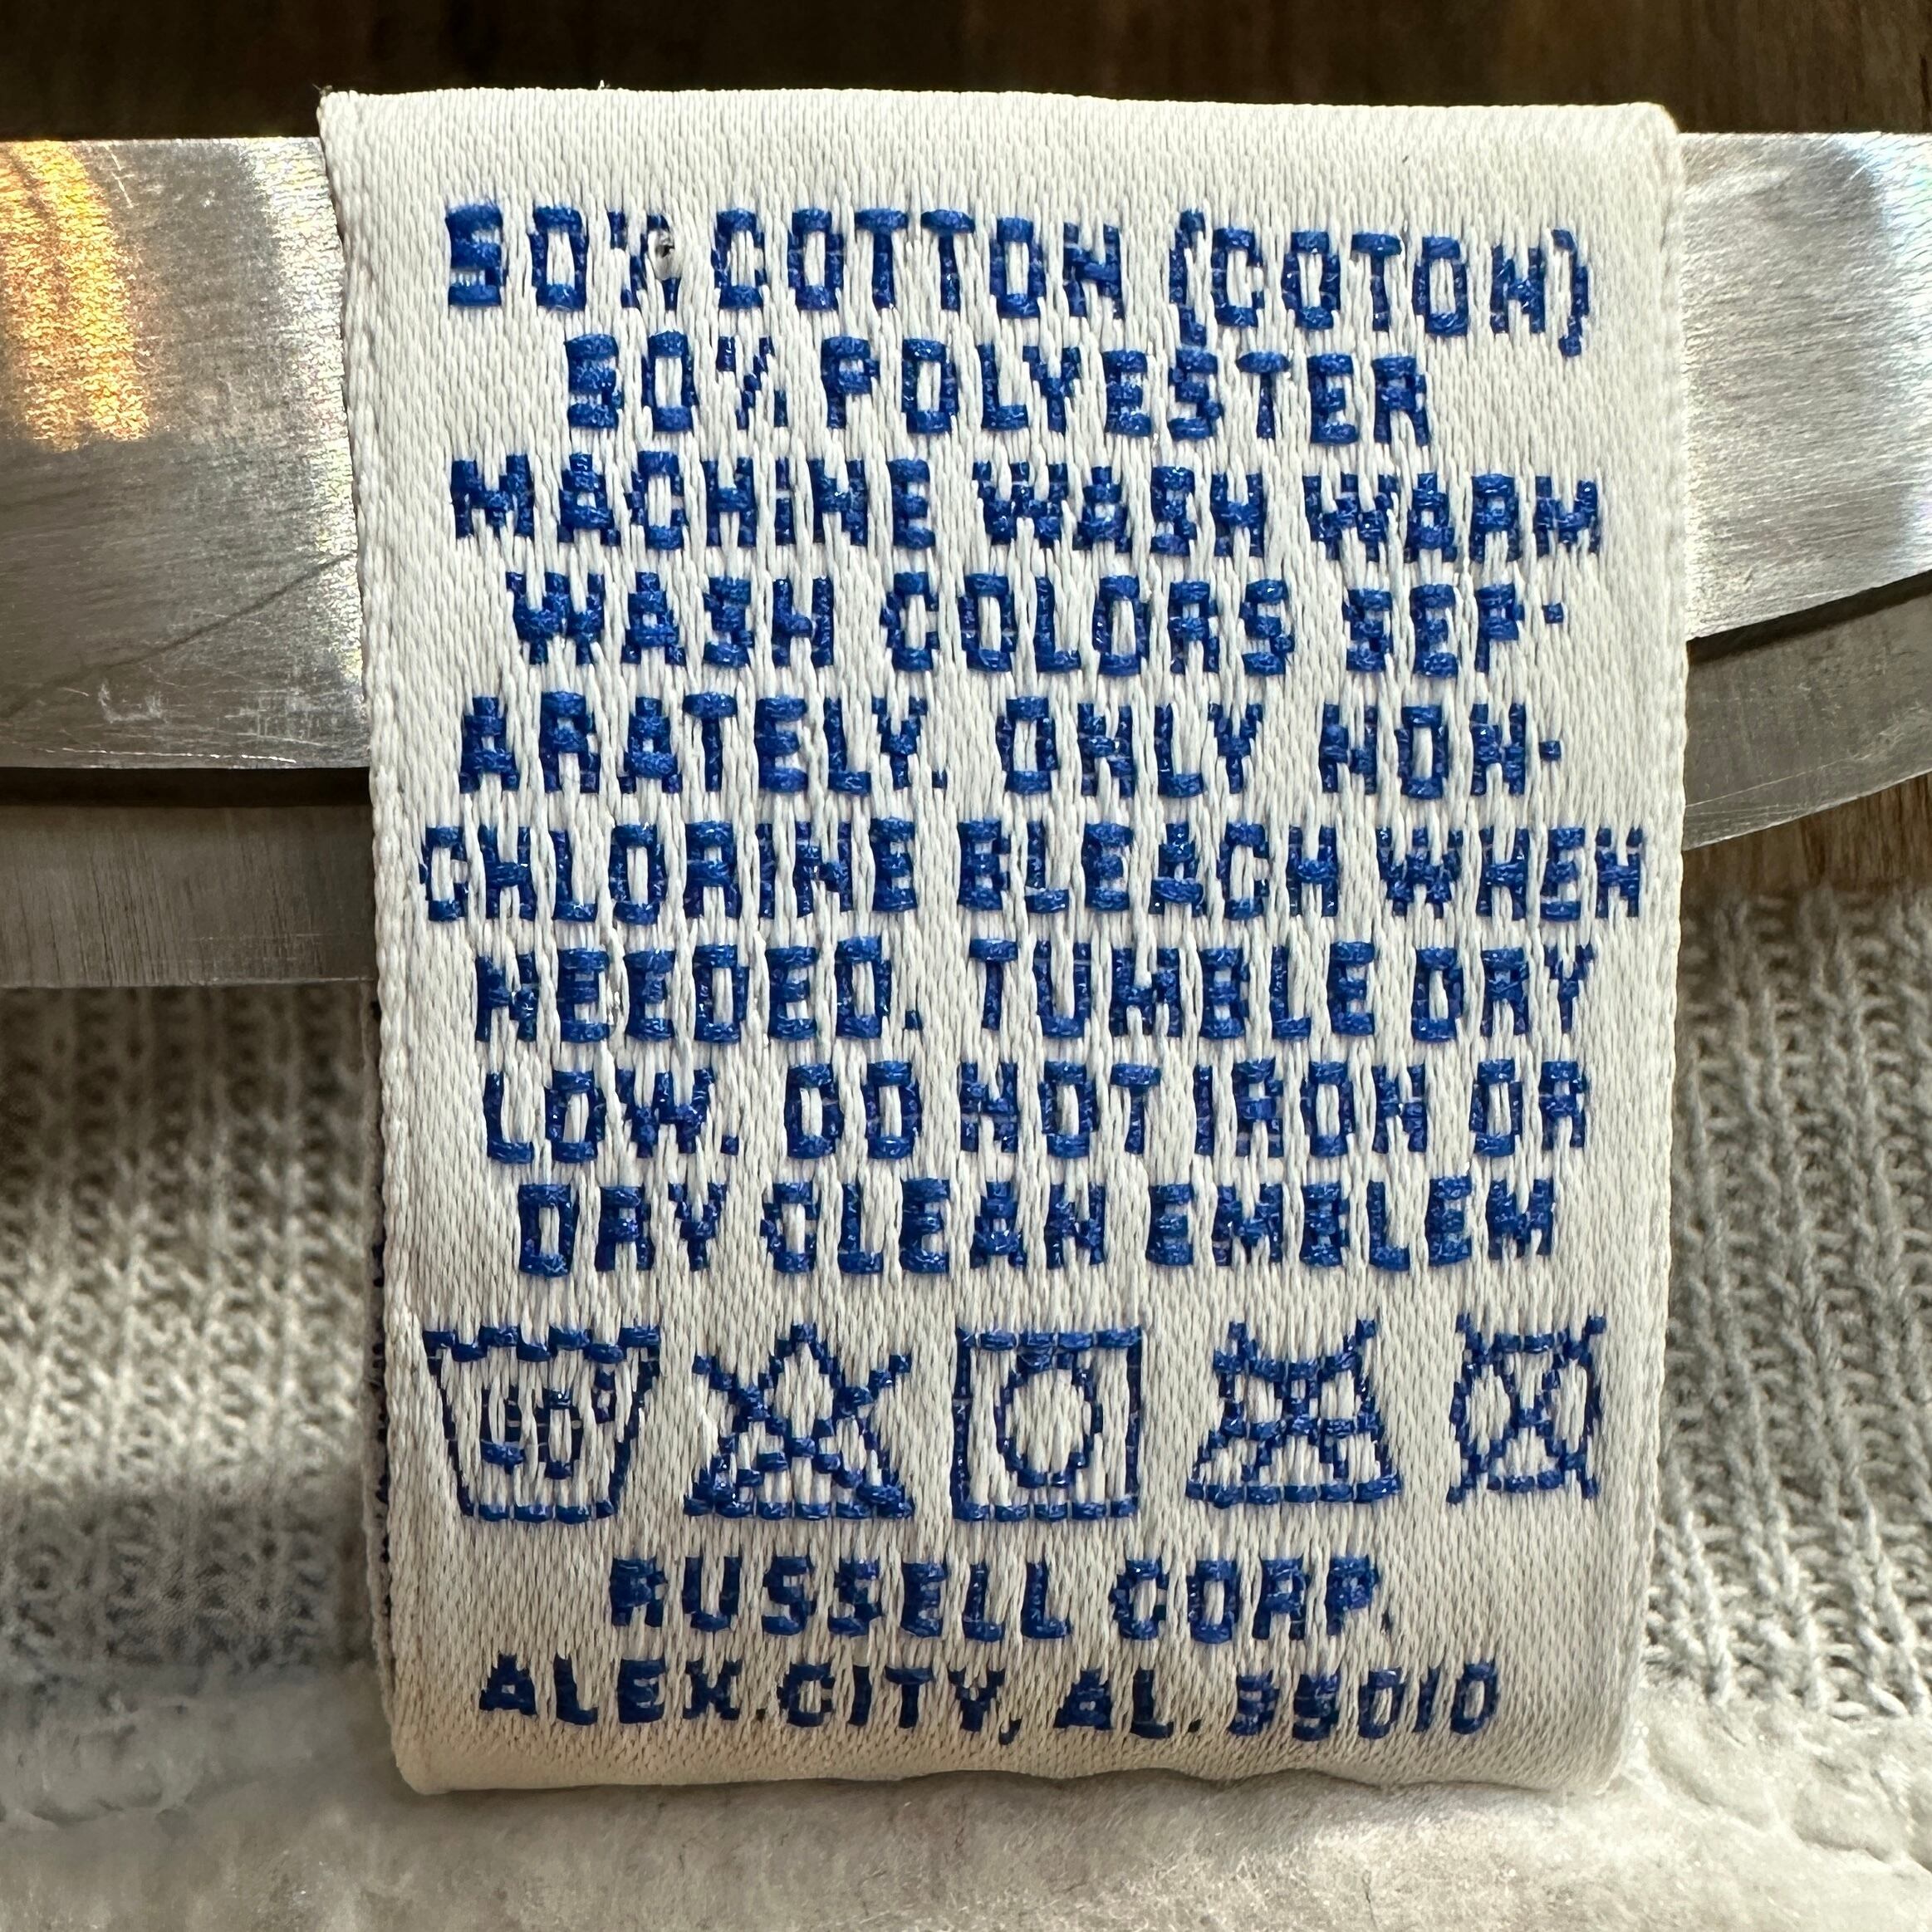 50% COTTON (COTON)
50% POLYESTER
MACHINE WASH WARM
WASH COLORS SEP-
ARATELY. ONLY NON-
CHLORINE BLEACH WHEN
NEEDED. TUMBLE DRY
LOW. DO NOT IRON OR
DRY CLEAN EMBLEM
40°
RUSSELL CORP.
ALEX.CITY, AL. 35010